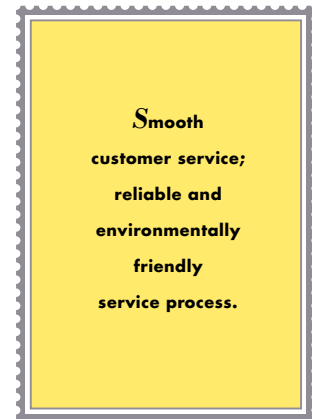 Smooth
customer service;
reliable and
environmentally
friendly
service process.